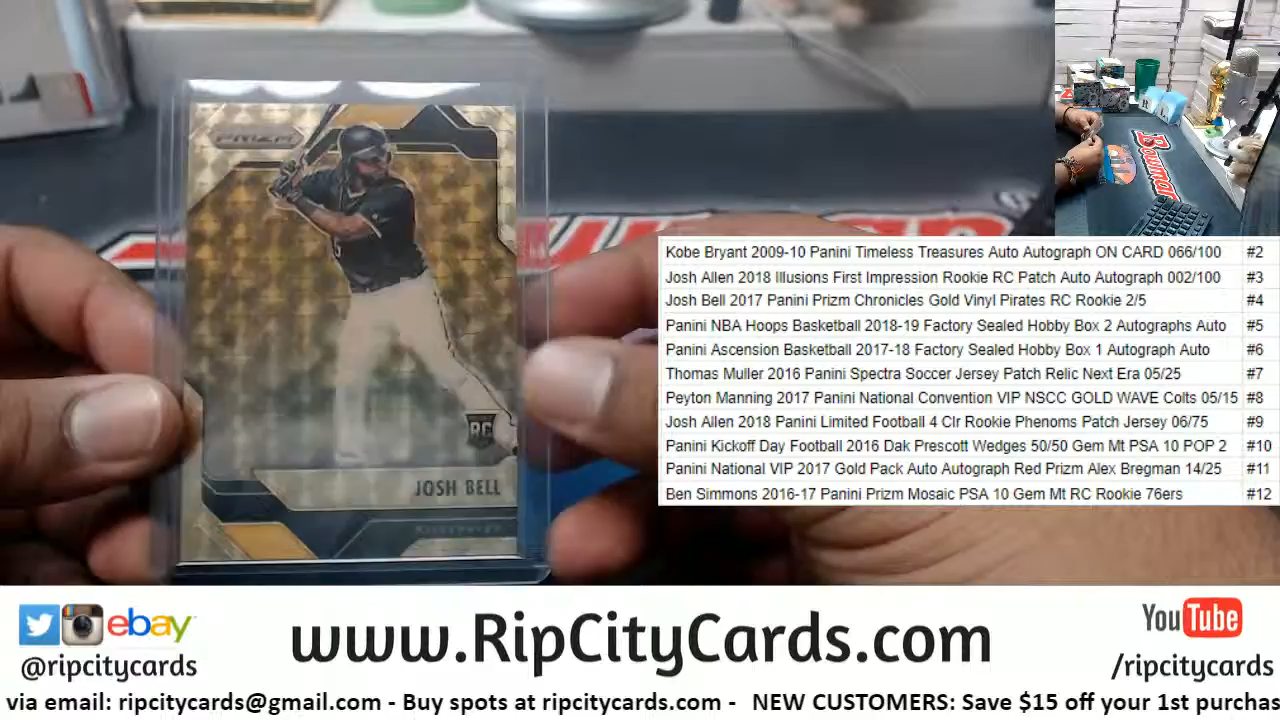 PRIZM
RC
JOSH BELL
Bowma
Kobe Bryant 2009-10 Panini Timeless Treasures Auto Autograph ON CARD 066/100 #2
Josh Allen 2018 Illusions First Impression Rookie RC Patch Auto Autograph 002/100 #3
Josh Bell 2017 Panini Prizm Chronicles Gold Vinyl Pirates RC Rookie 2/5 #4
Panini NBA Hoops Basketball 2018-19 Factory Sealed Hobby Box 2 Autographs Auto #5
Panini Ascension Basketball 2017-18 Factory Sealed Hobby Box 1 Autograph Auto #6
Thomas Muller 2016 Panini Spectra Soccer Jersey Patch Relic Next Era 05/25 #7
Peyton Manning 2017 Panini National Convention VIP NSCC GOLD WAVE Colts 05/15 #8
Josh Allen 2018 Panini Limited Football 4 Clr Rookie Phenoms Patch Jersey 06/75 #9
Panini Kickoff Day Football 2016 Dak Prescott Wedges 50/50 Gem Mt PSA 10 POP 2 #10
Panini National VIP 2017 Gold Pack Auto Autograph Red Prizm Alex Bregman 14/25 #11
Ben Simmons 2016-17 Panini Prizm Mosaic PSA 10 Gem Mt RC Rookie 76ers #12
ebay
@ripcitycards
www.RipCityCards.com
YouTube
/ripcitycards
via email: ripcitycards@gmail.com - Buy spots at ripcitycards.com - NEW CUSTOMERS: Save $15 off your 1st purchas